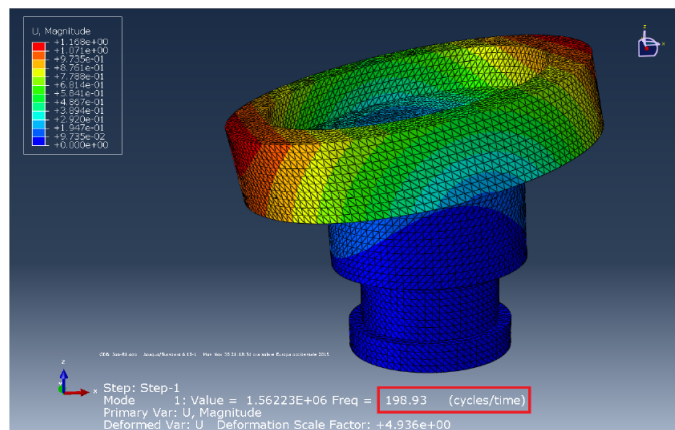 U, Magnitude
+1.168e+00
+1.071e+00
+9.735e-01
+8.761e-01
+7.788e-01
+6.814e-01
+5.841e-01
+4.867e-01
+3.894e-01
+2.920e-01
+1.947e-01
+9.735e-02
+0.000e+00
z
x
z
x
Step: Step-1
Mode 1: Value = 1.56223E+06 Freq = 198.93 (cycles/time)
Primary Var: U, Magnitude
Deformed Var: U Deformation Scale Factor: +4.936e+00